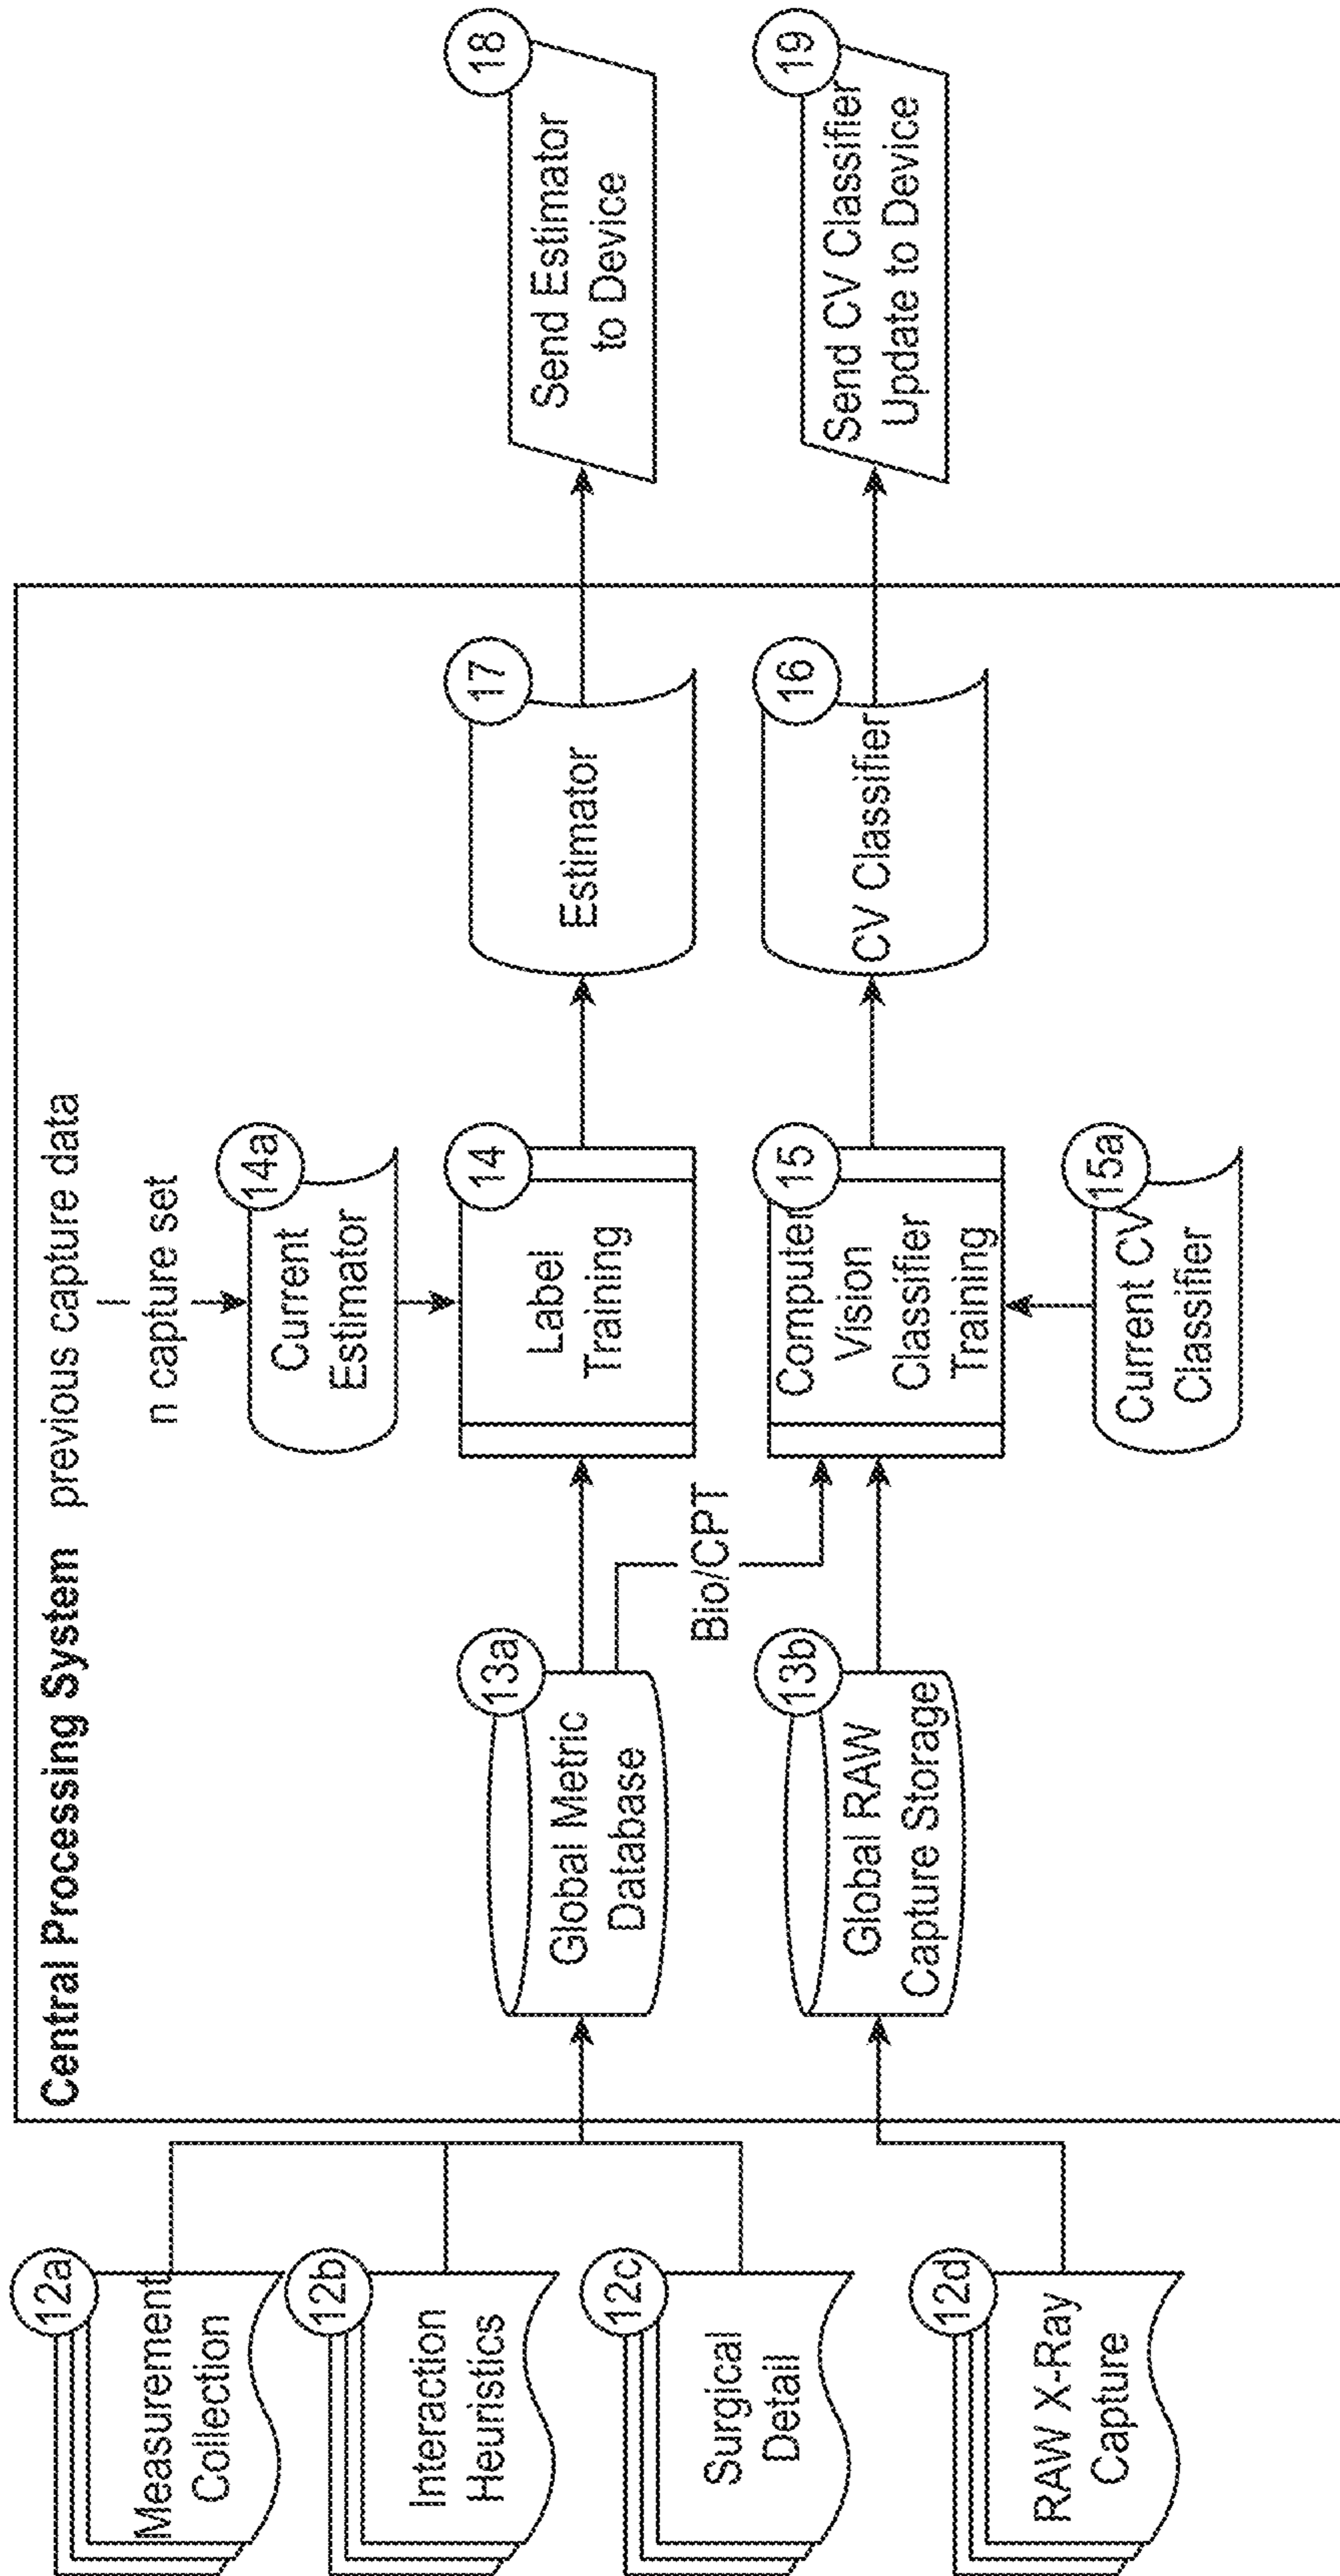 Central Processing System
previous capture data
n capture set
12a
Measurement
Collection
12b
Interaction
Heuristics
12c
Surgical
Detail
12d
RAW X-Ray
Capture
13a
Global Metric
Database
13b
Global RAW
Capture Storage
Bio/CPT
14a
Current
Estimator
14
Label
Training
15
Computer
Vision
Classifier
Training
15a
Current CV
Classifier
17
Estimator
16
CV Classifier
18
Send Estimator
to Device
19
Send CV Classifier
Update to Device